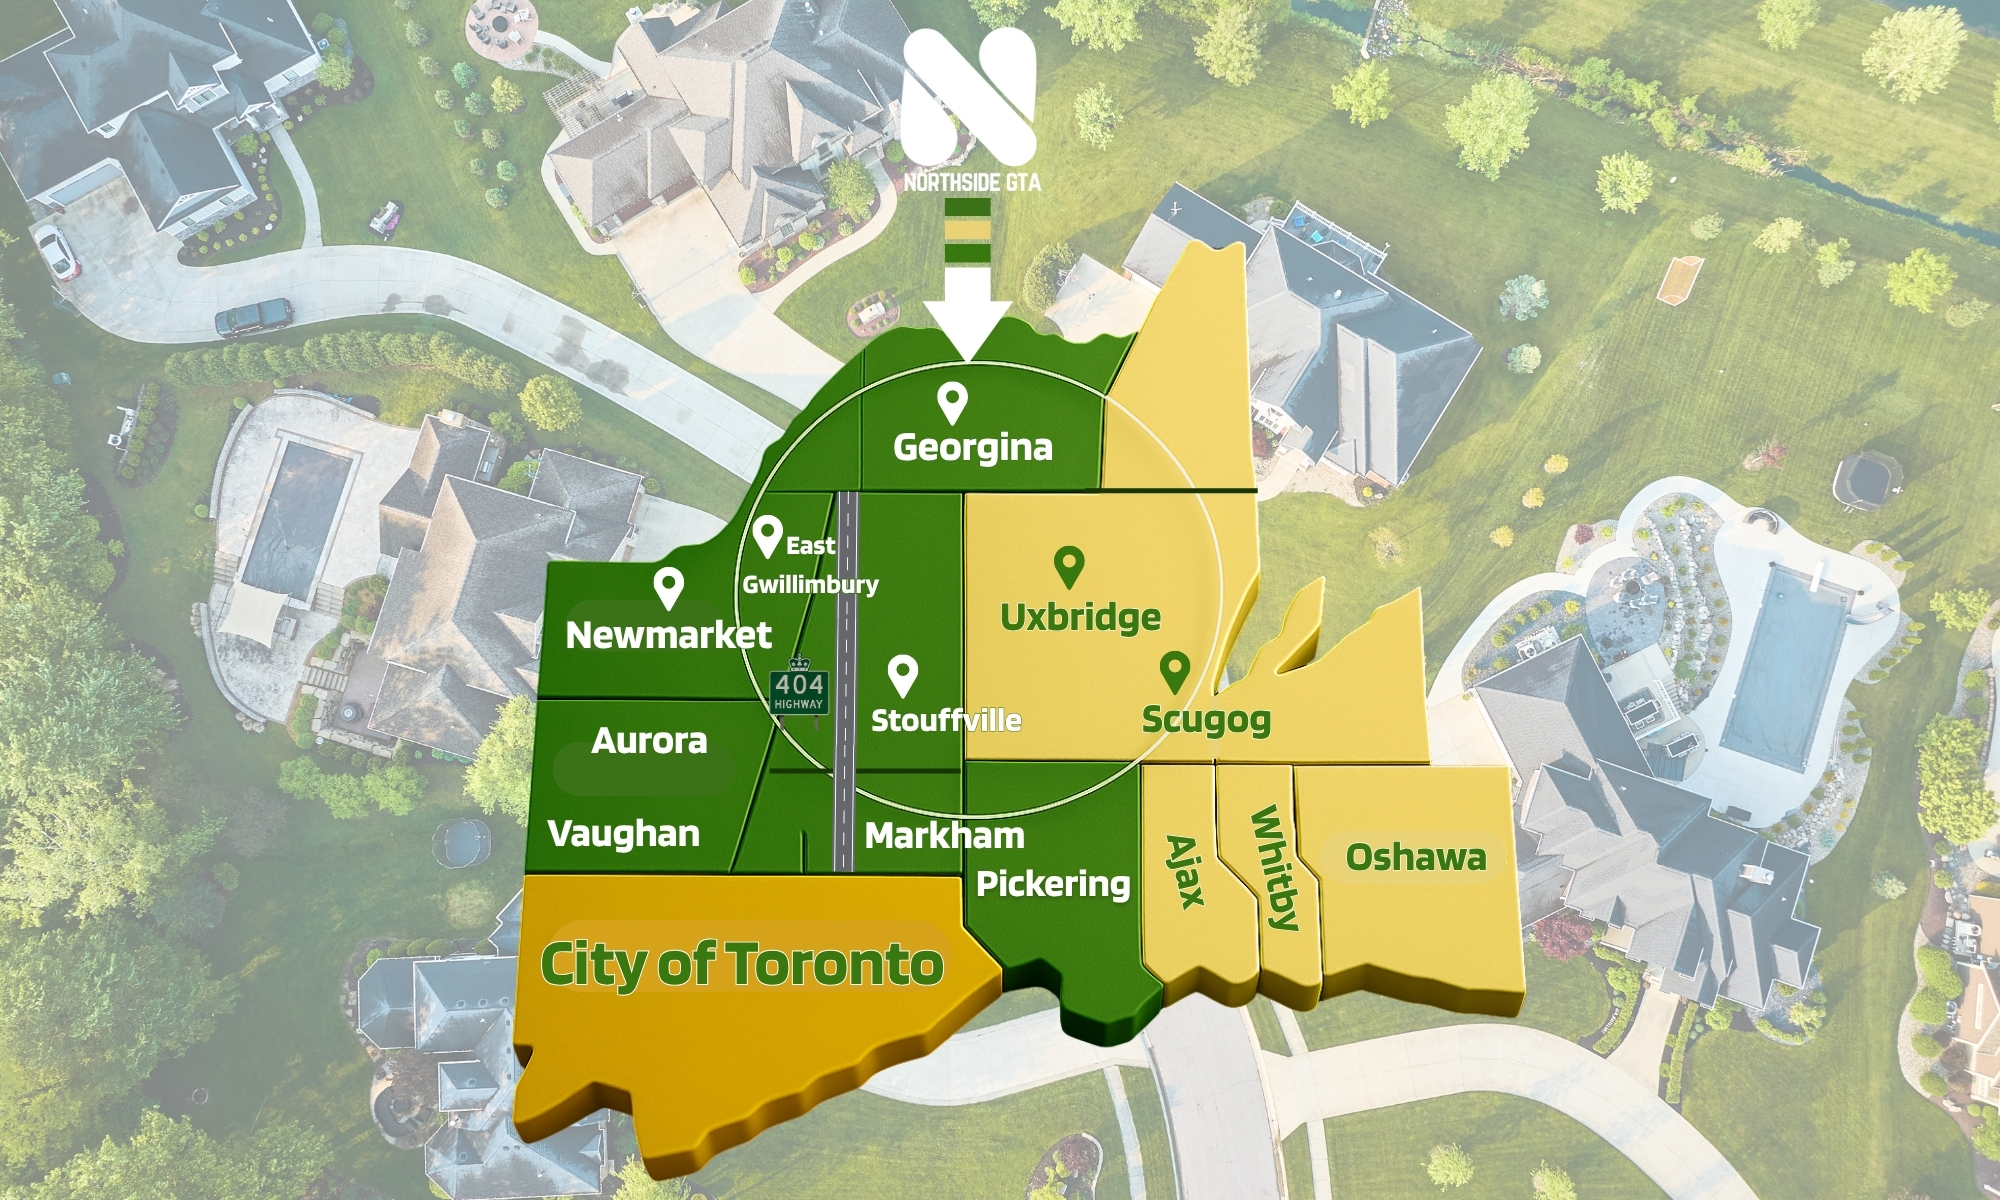 NORTHSIDE GTA
Georgina
East
Gwillimbury
Newmarket
Uxbridge
404
HIGHWAY
Stouffville
Scugog
Aurora
Vaughan
Markham
Pickering
Ajax
Whitby
Oshawa
City of Toronto